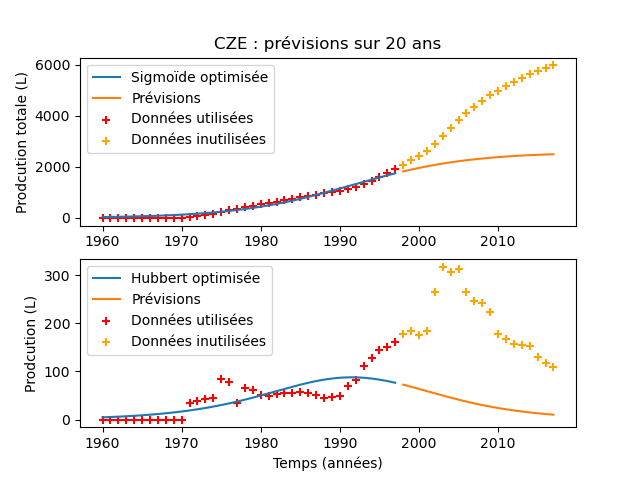 CZE : prévisions sur 20 ans
Prodcution totale (L)
6000
4000
2000
0
Sigmoïde optimisée
Prévisions
Données utilisées
Données inutilisées
1960 1970 1980 1990 2000 2010
Prodcution (L)
300
200
100
0
Hubbert optimisée
Prévisions
Données utilisées
Données inutilisées
1960 1970 1980 1990 2000 2010
Temps (années)